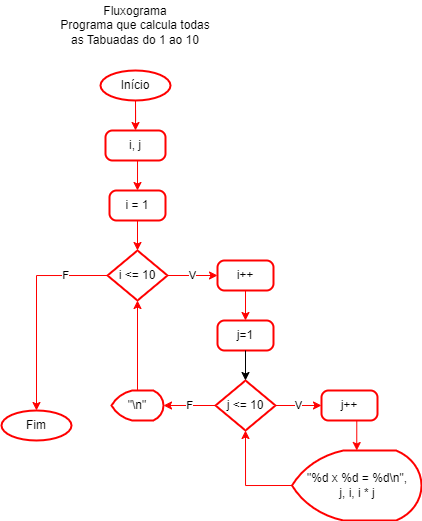 Fluxograma
Programa que calcula todas
as Tabuadas do 1 ao 10
Início
i, j
i = 1
i <= 10
F
V
i++
j=1
j <= 10
F
"\n"
V
j++
"%d x %d = %d\n",
j, i, i * j
Fim